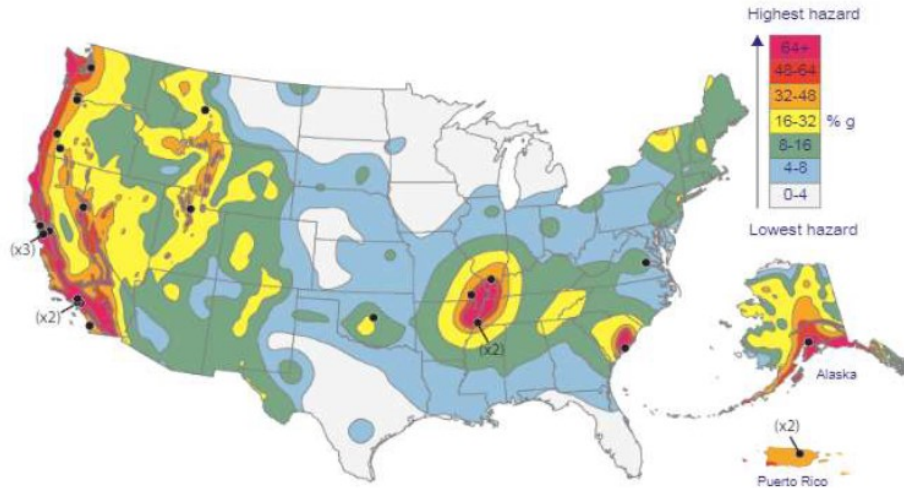 Highest hazard
64+
48-64
32-48
16-32 % g
8-16
4-8
0-4
Lowest hazard
(x3)
(x2)
(x2)
Alaska
(x2)
Puerto Rico